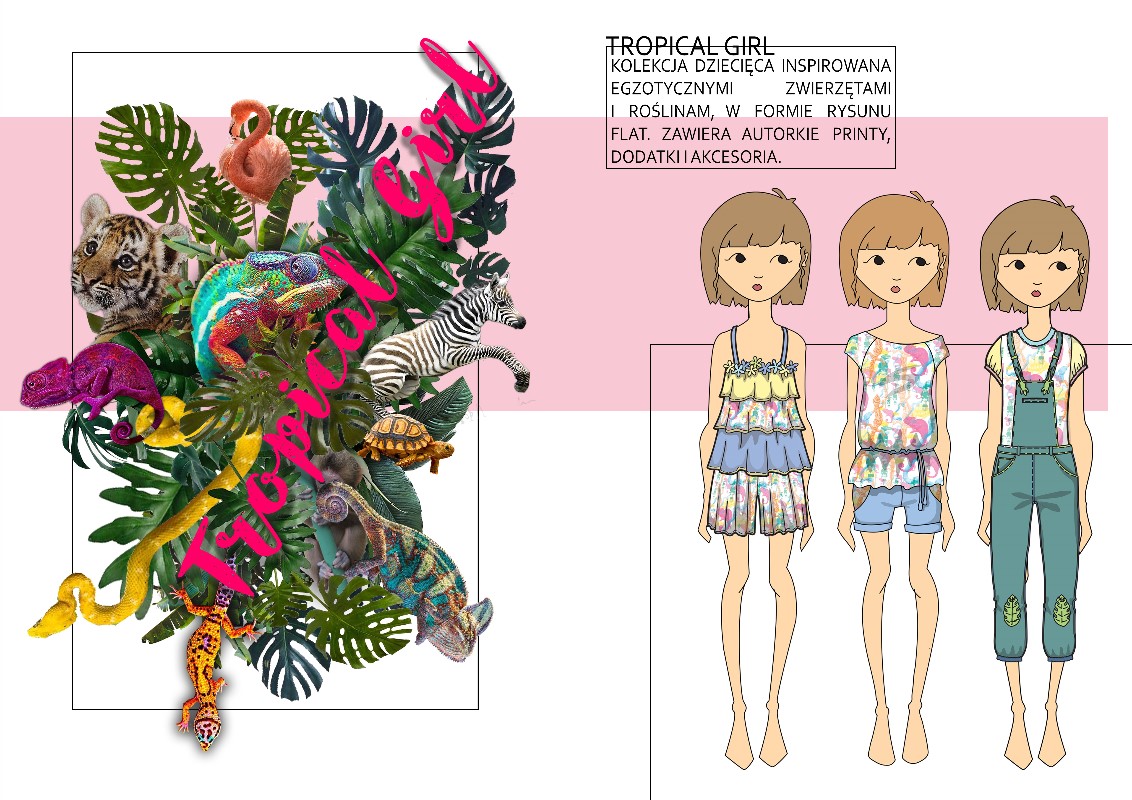 Tropical Girl
TROPICAL GIRL
KOLEKCJA DZIECIĘCA INSPIROWANA
EGZOTYCZNYMI ZWIERZĘTAMI
I ROŚLINAM, W FORMIE RYSUNU
FLAT. ZAWIERA AUTORKIE PRINTY,
DODATKI I AKCESORIA.